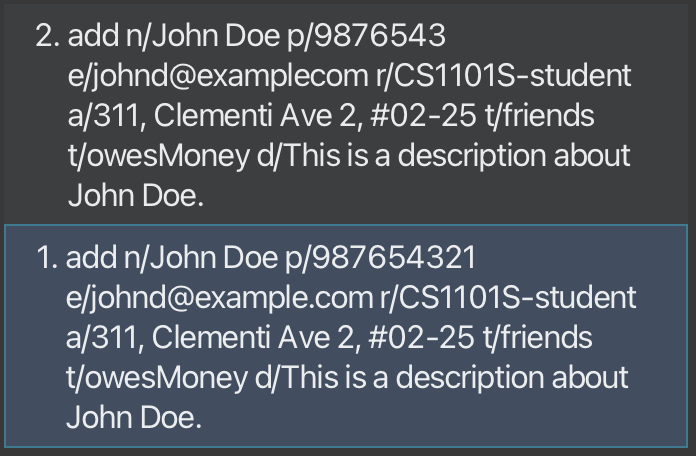 2. add n/John Doe p/9876543
e/johnd@examplecom r/CS1101S-student
a/311, Clementi Ave 2, #02-25 t/friends
t/owesMoney d/This is a description about
John Doe.
1. add n/John Doe p/987654321
e/johnd@example.com r/CS1101S-student
a/311, Clementi Ave 2, #02-25 t/friends
t/owesMoney d/This is a description about
John Doe.